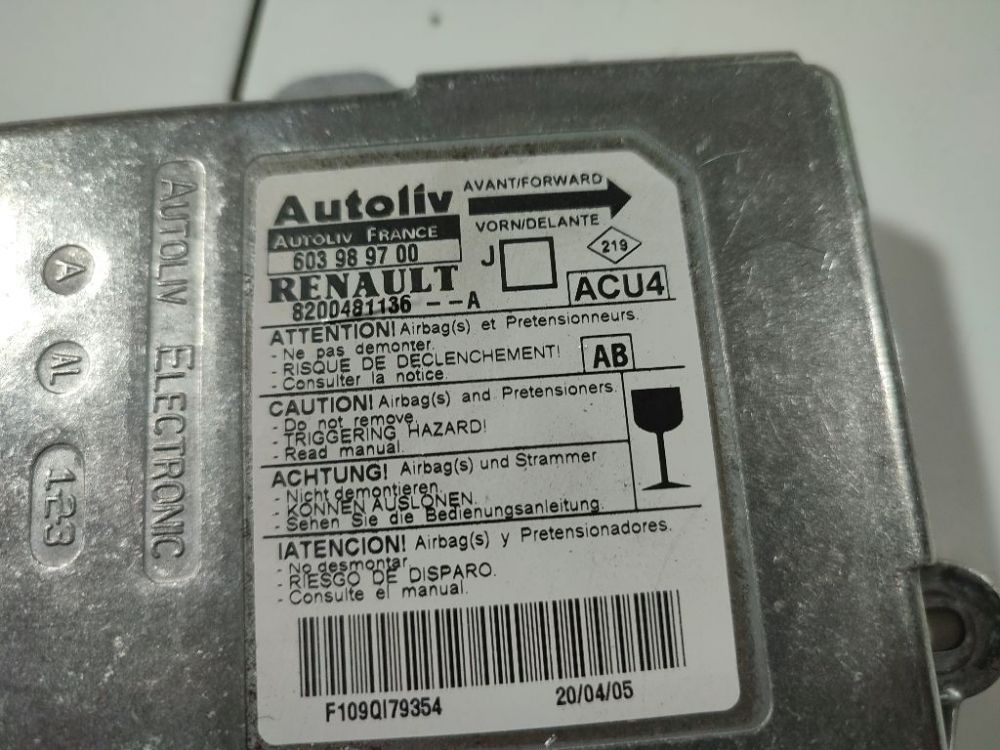 Autoliv
AVANT/FORWARD
AUTOLIV FRANCE
VORN/DELANTE
603 98 97 00
J
219
RENAULT
ACU4
8200481136 --A
ATTENTION! Airbag(s) et Pretensionneurs.
- Ne pas demonter.
- RISQUE DE DECLENCHEMENT!
- Consulter la notice.
AB
CAUTION! Airbag(s) and Pretensioners.
- Do not remove.
- TRIGGERING HAZARD!
- Read manual.
ACHTUNG! Airbag(s) und Strammer
- Nicht demontieren.
- KONNEN AUSLONEN.
- Sehen Sie die Bedienungsanleitung.
!ATENCION! Airbag(s) y Pretensionadores.
- No desmontar.
- RIESGO DE DISPARO.
- Consulte el manual.
F109QI79354
20/04/05
AUTOLIV ELECTRONIC
A
AL
123